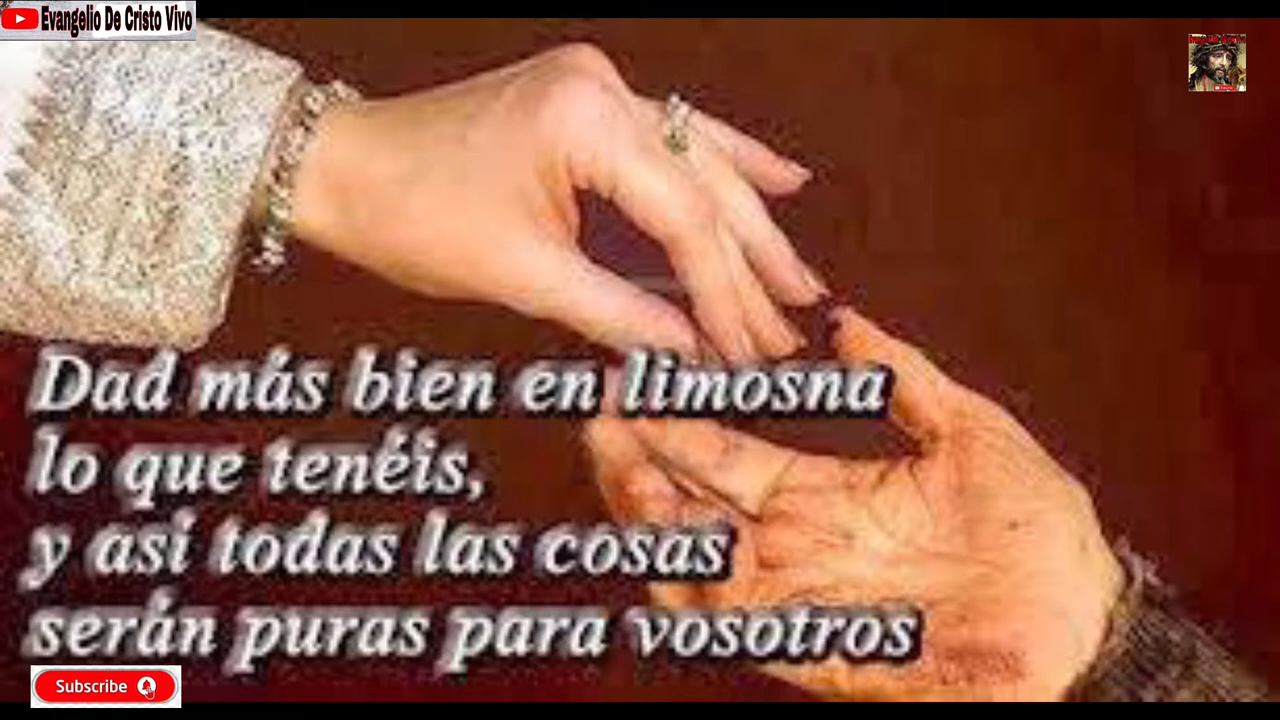 Evangelio De Cristo Vivo
Dad más bien en limosna
lo que tenéis,
y así todas las cosas
serán puras para vosotros
Subscribe